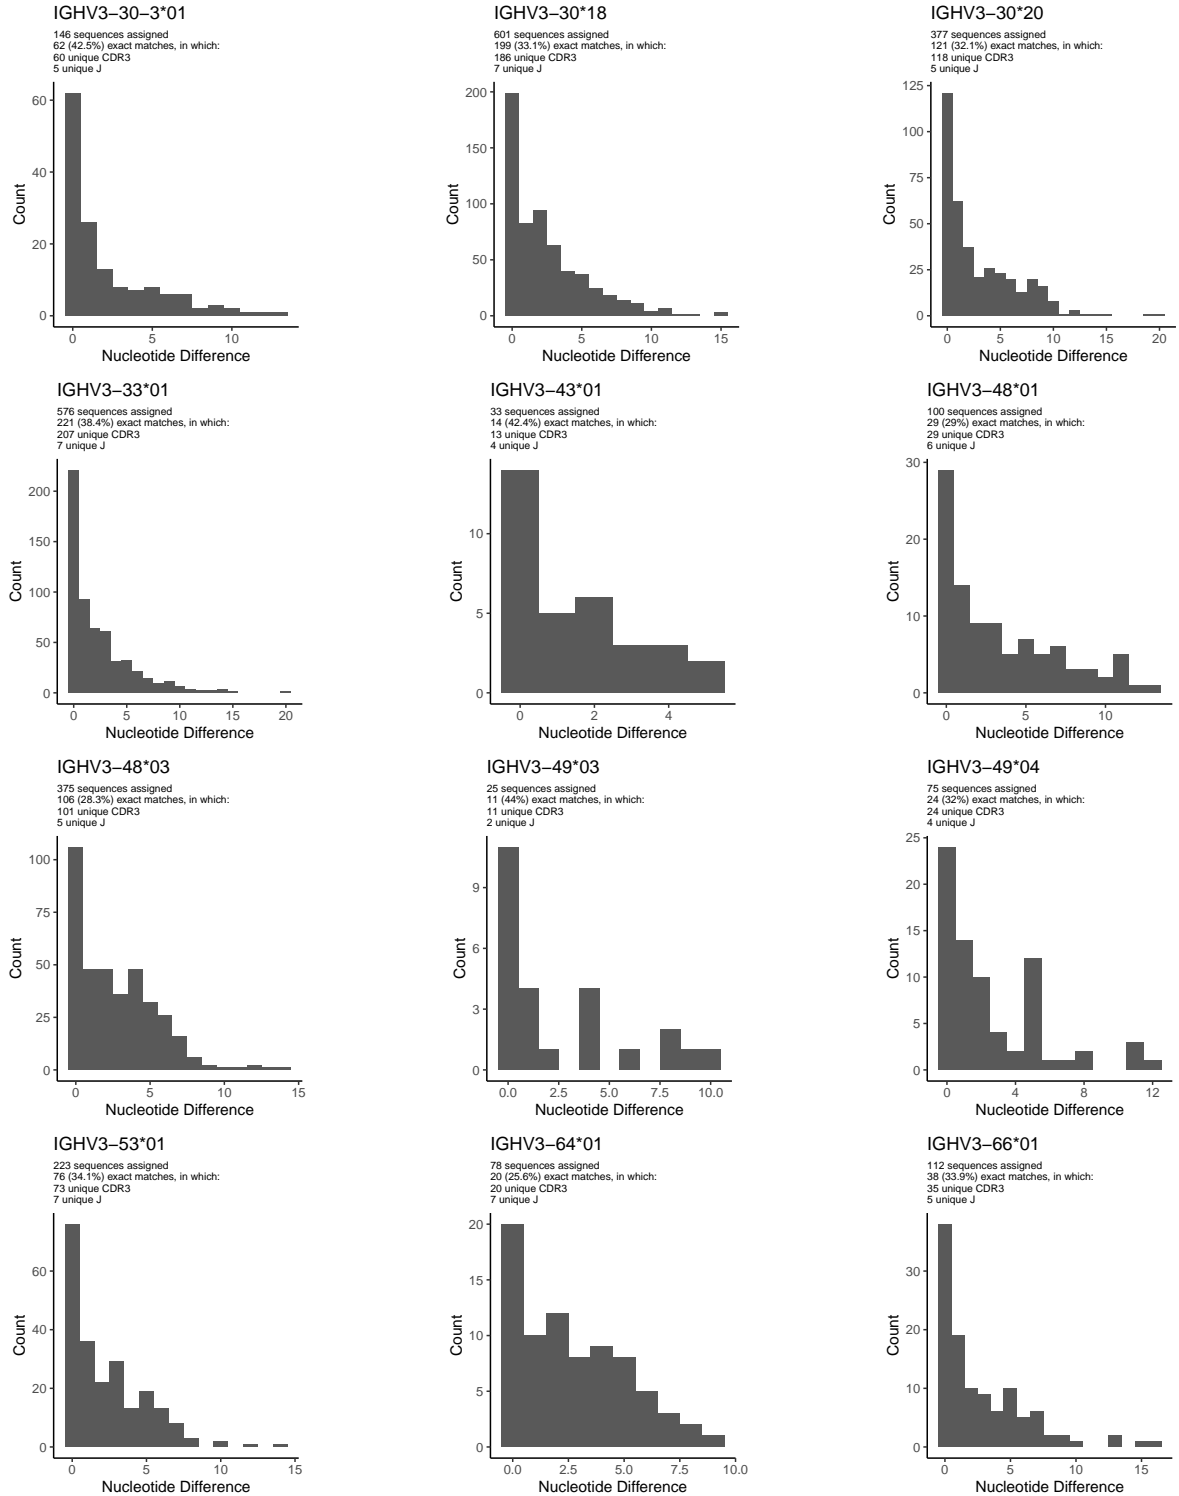 IGHV3−30−3*01
146 sequences assigned
62 (42.5%) exact matches, in which:
60 unique CDR3
5 unique J
60
40
20
0
Count
0 5 10
Nucleotide Difference
IGHV3−30*18
601 sequences assigned
199 (33.1%) exact matches, in which:
186 unique CDR3
7 unique J
200
150
100
50
0
Count
0 5 10 15
Nucleotide Difference
IGHV3−30*20
377 sequences assigned
121 (32.1%) exact matches, in which:
118 unique CDR3
5 unique J
125
100
75
50
25
0
Count
0 5 10 15 20
Nucleotide Difference
IGHV3−33*01
576 sequences assigned
221 (38.4%) exact matches, in which:
207 unique CDR3
7 unique J
200
150
100
50
0
Count
0 5 10 15 20
Nucleotide Difference
IGHV3−43*01
33 sequences assigned
14 (42.4%) exact matches, in which:
13 unique CDR3
4 unique J
10
5
0
Count
0 2 4
Nucleotide Difference
IGHV3−48*01
100 sequences assigned
29 (29%) exact matches, in which:
29 unique CDR3
6 unique J
30
20
10
0
Count
0 5 10
Nucleotide Difference
IGHV3−48*03
375 sequences assigned
106 (28.3%) exact matches, in which:
101 unique CDR3
5 unique J
100
75
50
25
0
Count
0 5 10 15
Nucleotide Difference
IGHV3−49*03
25 sequences assigned
11 (44%) exact matches, in which:
11 unique CDR3
2 unique J
9
6
3
0
Count
0.0 2.5 5.0 7.5 10.0
Nucleotide Difference
IGHV3−49*04
75 sequences assigned
24 (32%) exact matches, in which:
24 unique CDR3
4 unique J
25
20
15
10
5
0
Count
0 4 8 12
Nucleotide Difference
IGHV3−53*01
223 sequences assigned
76 (34.1%) exact matches, in which:
73 unique CDR3
7 unique J
60
40
20
0
Count
0 5 10 15
Nucleotide Difference
IGHV3−64*01
78 sequences assigned
20 (25.6%) exact matches, in which:
20 unique CDR3
7 unique J
20
15
10
5
0
Count
0.0 2.5 5.0 7.5 10.0
Nucleotide Difference
IGHV3−66*01
112 sequences assigned
38 (33.9%) exact matches, in which:
35 unique CDR3
5 unique J
30
20
10
0
Count
0 5 10 15
Nucleotide Difference